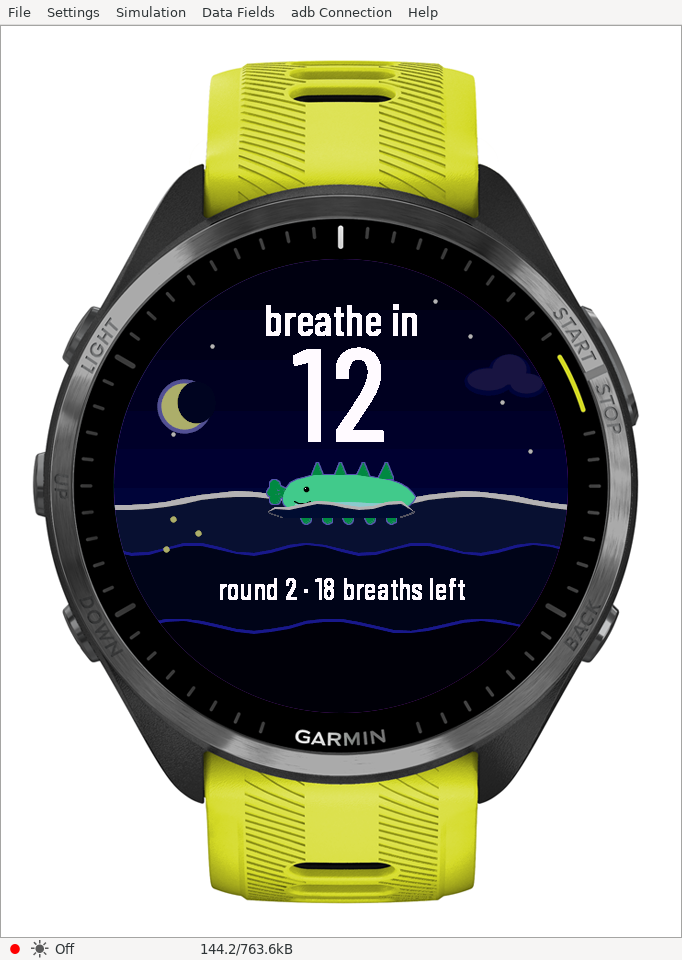 File Settings Simulation Data Fields adb Connection Help
LIGHT
START
STOP
UP
DOWN
BACK
breathe in
12
round 2 · 18 breaths left
GARMIN
Off 144.2/763.6kB